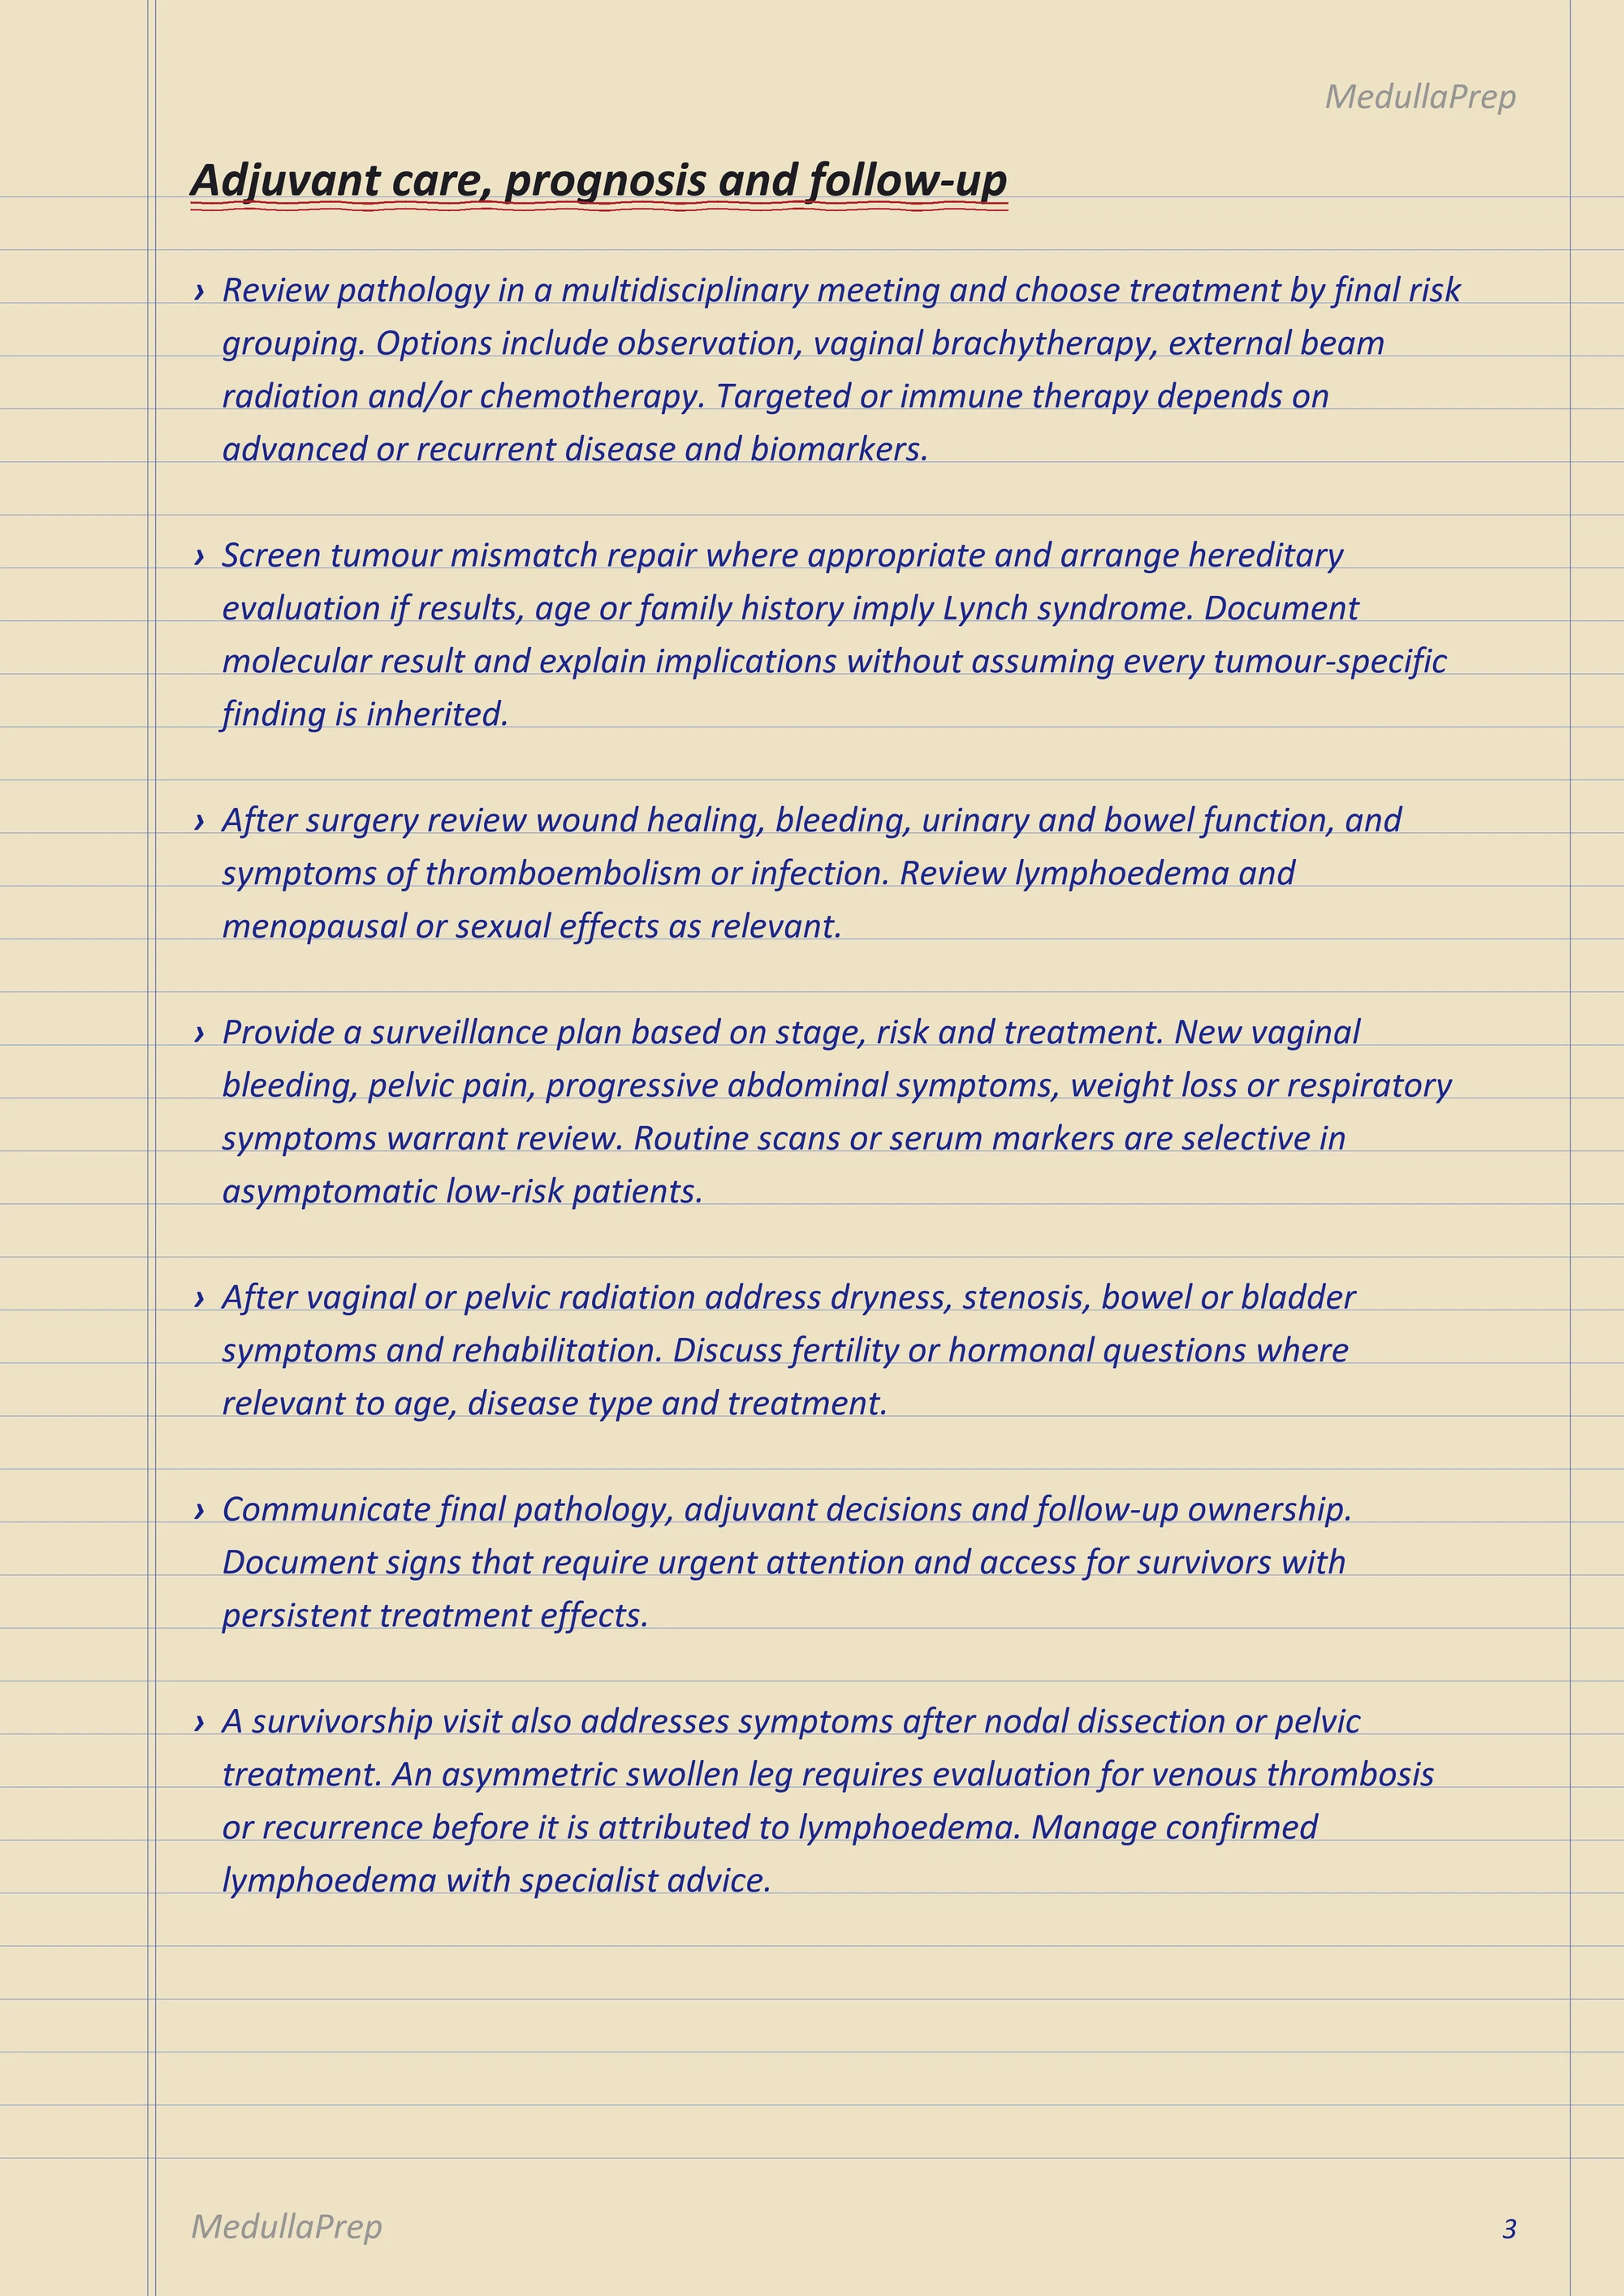 MedullaPrep
Adjuvant care, prognosis and follow-up
› Review pathology in a multidisciplinary meeting and choose treatment by final risk
grouping. Options include observation, vaginal brachytherapy, external beam
radiation and/or chemotherapy. Targeted or immune therapy depends on
advanced or recurrent disease and biomarkers.
› Screen tumour mismatch repair where appropriate and arrange hereditary
evaluation if results, age or family history imply Lynch syndrome. Document
molecular result and explain implications without assuming every tumour-specific
finding is inherited.
› After surgery review wound healing, bleeding, urinary and bowel function, and
symptoms of thromboembolism or infection. Review lymphoedema and
menopausal or sexual effects as relevant.
› Provide a surveillance plan based on stage, risk and treatment. New vaginal
bleeding, pelvic pain, progressive abdominal symptoms, weight loss or respiratory
symptoms warrant review. Routine scans or serum markers are selective in
asymptomatic low-risk patients.
› After vaginal or pelvic radiation address dryness, stenosis, bowel or bladder
symptoms and rehabilitation. Discuss fertility or hormonal questions where
relevant to age, disease type and treatment.
› Communicate final pathology, adjuvant decisions and follow-up ownership.
Document signs that require urgent attention and access for survivors with
persistent treatment effects.
› A survivorship visit also addresses symptoms after nodal dissection or pelvic
treatment. An asymmetric swollen leg requires evaluation for venous thrombosis
or recurrence before it is attributed to lymphoedema. Manage confirmed
lymphoedema with specialist advice.
MedullaPrep
3